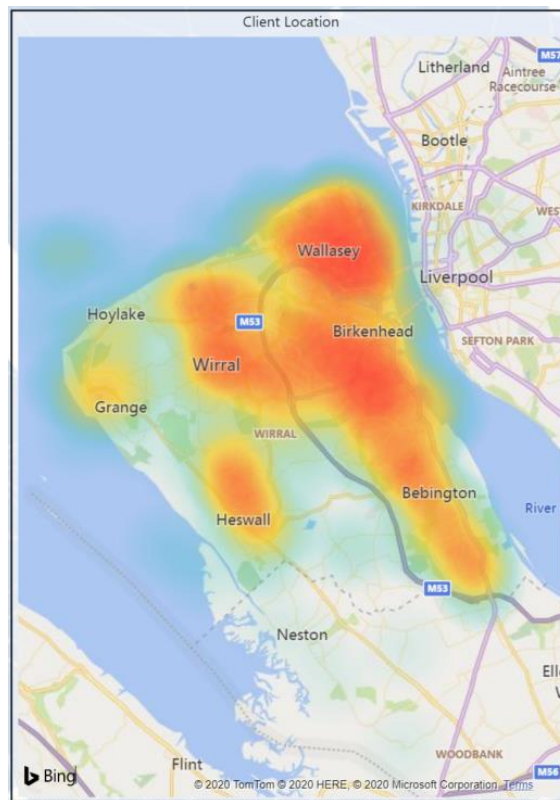 Client Location
M57
Litherland
Aintree
Racecourse
Bootle
KIRKDALE
WEST
Wallasey
Liverpool
Hoylake
M53
Birkenhead
SEFTON PARK
Wirral
Grange
WIRRAL
Bebington
Heswall
River
M53
Neston
Flint
WOODBANK
M56
Bing
© 2020 TomTom © 2020 HERE, © 2020 Microsoft Corporation Terms